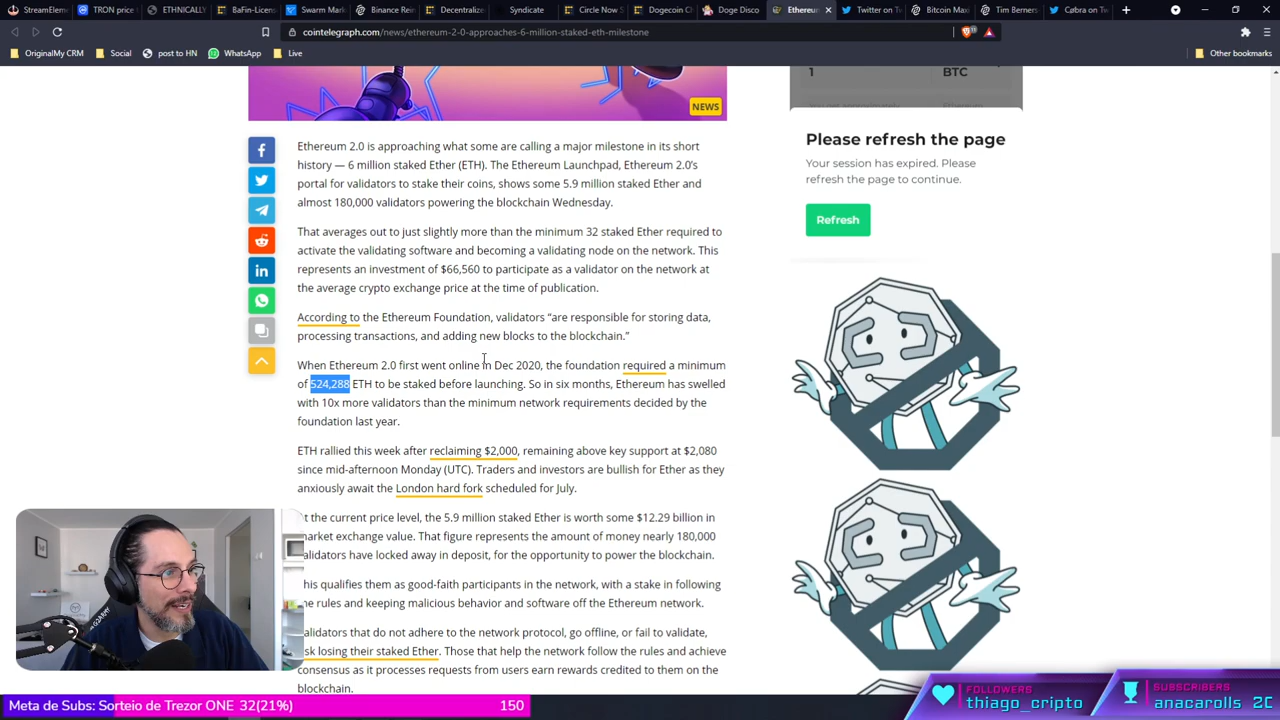 StreamEleme
TRON price
ETHNICALLY
BaFin-Licens
Swarm Mark
Binance Rein
Decentralize
Syndicate
Circle Now S
Dogecoin C
Doge Disco
Ethereu
Twitter on T
Bitcoin Maxi
Tim Berners
Cøbra on Tw
cointelegraph.com/news/ethereum-2-0-approaches-6-million-staked-eth-milestone
OriginalMy CRM
Social
post to HN
WhatsApp
Live
Other bookmarks
NEWS
Ethereum 2.0 is approaching what some are calling a major milestone in its short
history — 6 million staked Ether (ETH). The Ethereum Launchpad, Ethereum 2.0's
portal for validators to stake their coins, shows some 5.9 million staked Ether and
almost 180,000 validators powering the blockchain Wednesday.
That averages out to just slightly more than the minimum 32 staked Ether required to
activate the validating software and becoming a validating node on the network. This
represents an investment of $66,560 to participate as a validator on the network at
the average crypto exchange price at the time of publication.
According to the Ethereum Foundation, validators “are responsible for storing data,
processing transactions, and adding new blocks to the blockchain.”
When Ethereum 2.0 first went online in Dec 2020, the foundation required a minimum
of 524,288 ETH to be staked before launching. So in six months, Ethereum has swelled
with 10x more validators than the minimum network requirements decided by the
foundation last year.
ETH rallied this week after reclaiming $2,000, remaining above key support at $2,080
since mid-afternoon Monday (UTC). Traders and investors are bullish for Ether as they
anxiously await the London hard fork scheduled for July.
t the current price level, the 5.9 million staked Ether is worth some $12.29 billion in
arket exchange value. That figure represents the amount of money nearly 180,000
alidators have locked away in deposit, for the opportunity to power the blockchain.
his qualifies them as good-faith participants in the network, with a stake in following
he rules and keeping malicious behavior and software off the Ethereum network.
alidators that do not adhere to the network protocol, go offline, or fail to validate,
sk losing their staked Ether. Those that help the network follow the rules and achieve
consensus as it processes requests from users earn rewards credited to them on the
blockchain.
1
BTC
Please refresh the page
Your session has expired. Please
refresh the page to continue.
Refresh
Meta de Subs: Sorteio de Trezor ONE 32(21%)
150
FOLLOWERS
thiago_cripto
SUBSCRIBERS
anacarolls 2C